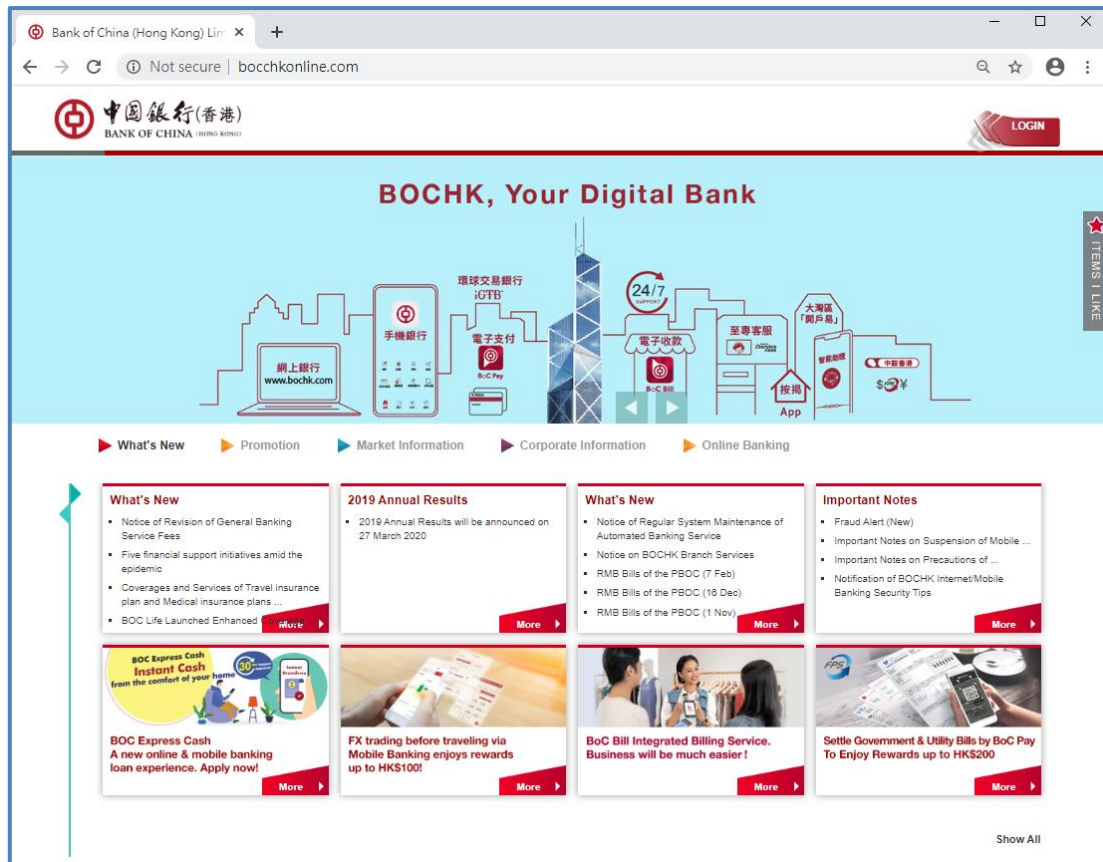 Bank of China (Hong Kong) Lim
Not secure | bocchkonline.com
中國銀行(香港)
BANK OF CHINA (HONG KONG)
LOGIN
BOCHK, Your Digital Bank
ITEMS I LIKE
網上銀行
www.bochk.com
手機銀行
環球交易銀行
iGTB
電子支付
BoC Pay
24/7
SUPPORT
電子收款
BoC Bill
至專客服
按揭
App
大灣區
「開戶易」
智能助理
中銀香港
What's New
Promotion
Market Information
Corporate Information
Online Banking
What's New
Notice of Revision of General Banking
Service Fees
Five financial support initiatives amid the
epidemic
Coverages and Services of Travel insurance
plan and Medical insurance plans ...
BOC Life Launched Enhanced Coverage
More
2019 Annual Results
2019 Annual Results will be announced on
27 March 2020
More
What's New
Notice of Regular System Maintenance of
Automated Banking Service
Notice on BOCHK Branch Services
RMB Bills of the PBOC (7 Feb)
RMB Bills of the PBOC (16 Dec)
RMB Bills of the PBOC (1 Nov)
More
Important Notes
Fraud Alert (New)
Important Notes on Suspension of Mobile ...
Important Notes on Precautions of ...
Notification of BOCHK Internet/Mobile
Banking Security Tips
More
BOC Express Cash
Instant Cash
from the comfort of your home
30
Instant
Drawdown
BOC Express Cash
A new online & mobile banking
loan experience. Apply now!
More
FX trading before traveling via
Mobile Banking enjoys rewards
up to HK$100!
More
BoC Bill Integrated Billing Service.
Business will be much easier !
More
FPS
Settle Government & Utility Bills by BoC Pay
To Enjoy Rewards up to HK$200
More
Show All